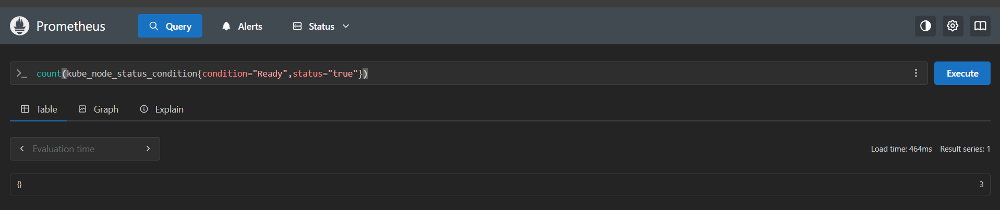 Prometheus Query Alerts Status
count(kube_node_status_condition{condition="Ready",status="true"}) Execute
Table Graph Explain
Evaluation time Load time: 464ms Result series: 1
{} 3